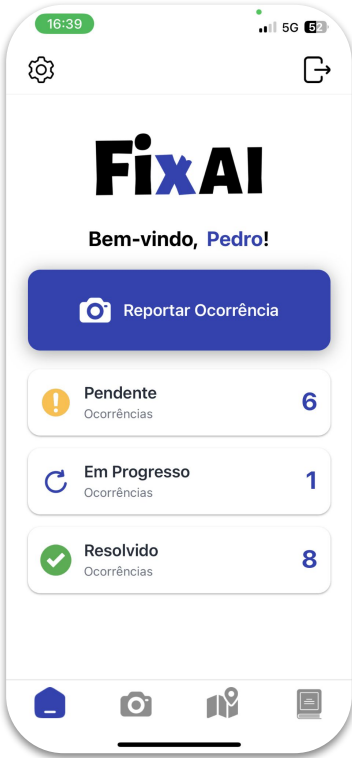 16:39
5G 52
FixAI
Bem-vindo, Pedro!
Reportar Ocorrência
Pendente
Ocorrências
6
Em Progresso
Ocorrências
1
Resolvido
Ocorrências
8